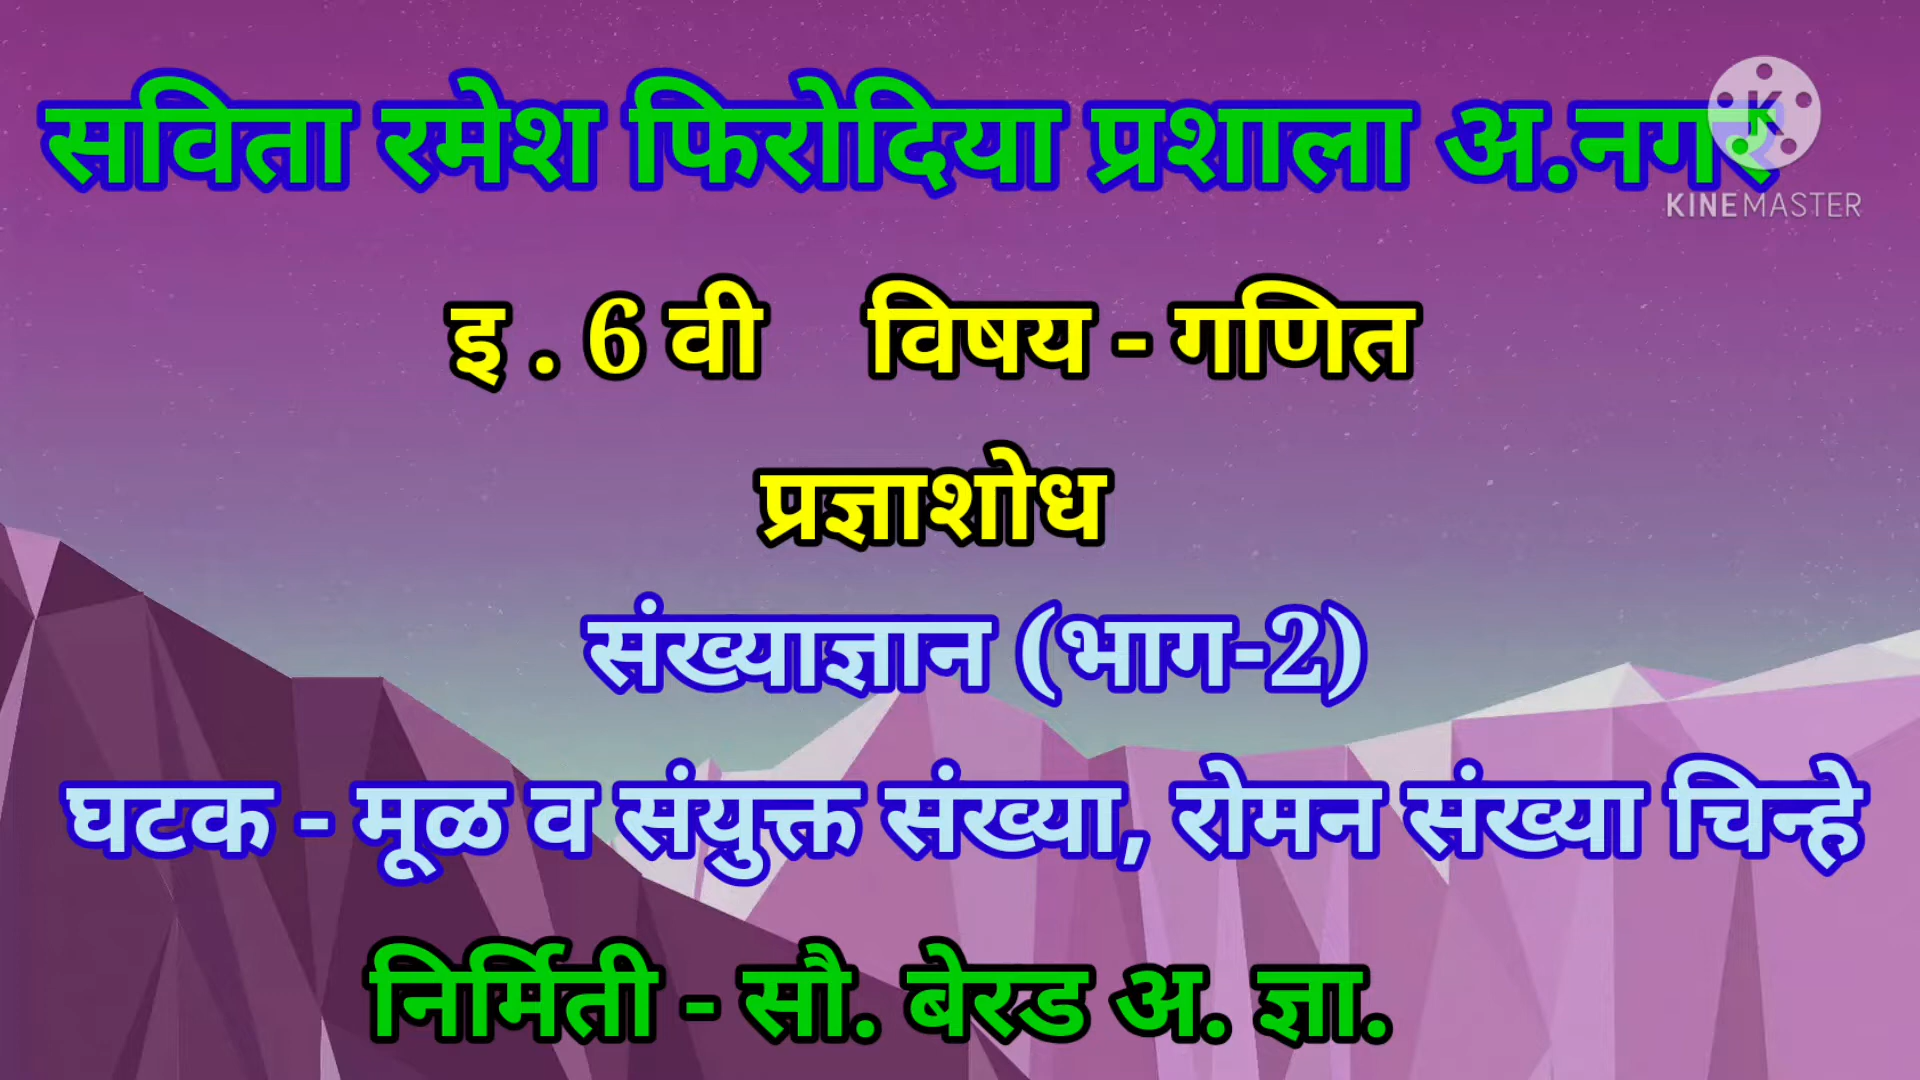 सविता रमेश फिरोदिया प्रशाला अ.नगर
KINEMASTER
इ . 6 वी विषय - गणित
प्रज्ञाशोध
संख्याज्ञान (भाग-2)
घटक - मूळ व संयुक्त संख्या, रोमन संख्या चिन्हे
निर्मिती - सौ. बेरड अ. ज्ञा.